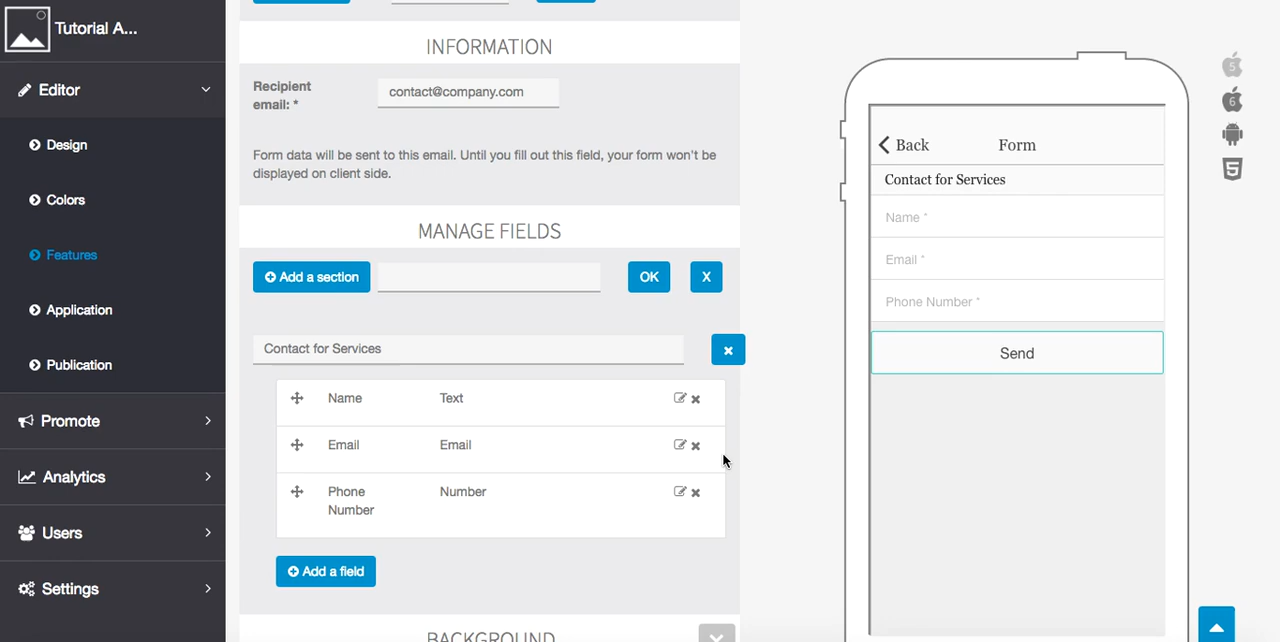 Tutorial A...
Editor
Design
Colors
Features
Application
Publication
Promote
Analytics
Users
Settings
INFORMATION
Recipient
email: *
contact@company.com
Form data will be sent to this email. Until you fill out this field, your form won't be
displayed on client side.
MANAGE FIELDS
Add a section
OK
X
Contact for Services
Name Text
Email Email
Phone Number
Number
Add a field
BACKGROUND
Back Form
Contact for Services
Name *
Email *
Phone Number *
Send
5
6
5